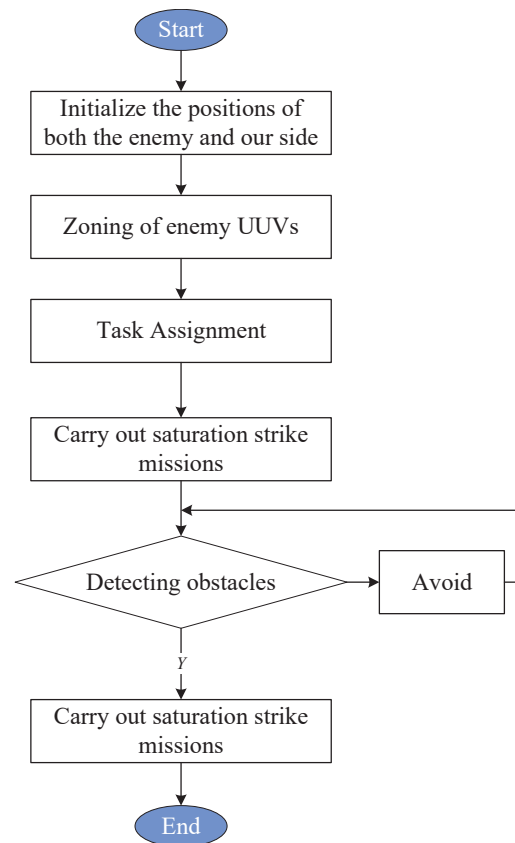 Start
Initialize the positions of
both the enemy and our side
Zoning of enemy UUVs
Task Assignment
Carry out saturation strike
missions
Detecting obstacles
Avoid
Y
Carry out saturation strike
missions
End